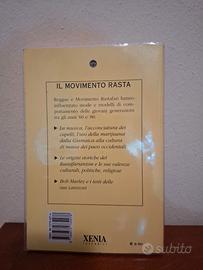 IL MOVIMENTO RASTA
Reggae e Movimento Rastafari hanno
influenzato mode e modelli di com-
portamento delle giovani generazioni
tra gli anni '60 e '80.
La musica, l'acconciatura dei
capelli, l'uso della marijuana
dalla Giamaica alla cultura
di massa dei paesi occidentali
Le origini storiche del
Rastafarianesimo e le sue valenze
culturali, politiche, religiose
Bob Marley e i testi delle
sue canzoni
XENIA
subito